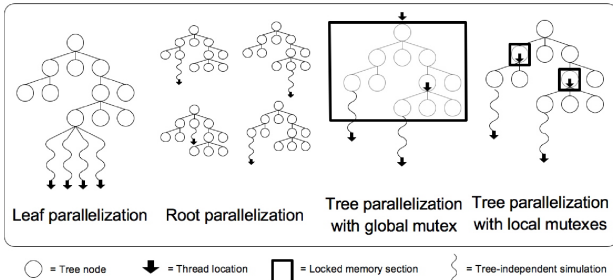 Leaf parallelization
Root parallelization
Tree parallelization
with global mutex
Tree parallelization
with local mutexes
= Tree node
= Thread location
= Locked memory section
= Tree-independent simulation